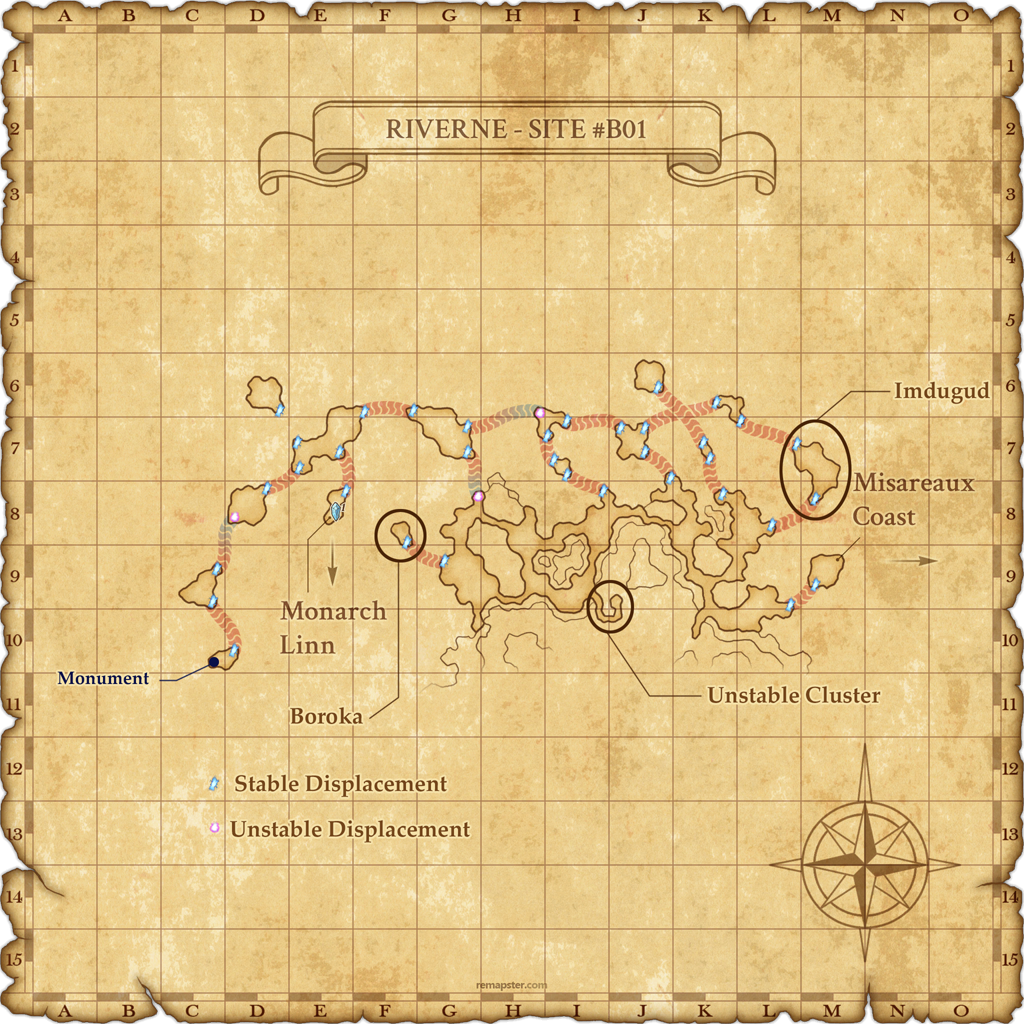 A B C D E F G H I J K L M N O
1 1
RIVERNE - SITE #B01
2 2
3 3
4 4
5 5
6 6
Imdugud
7 7
Misareaux
Coast
8 8
9 9
Monarch
Linn
10 10
Monument
Unstable Cluster
11 11
Boroka
12 12
Stable Displacement
Unstable Displacement
13 13
14 14
15 15
remapster.com
A B C D E F G H I J K L M N O